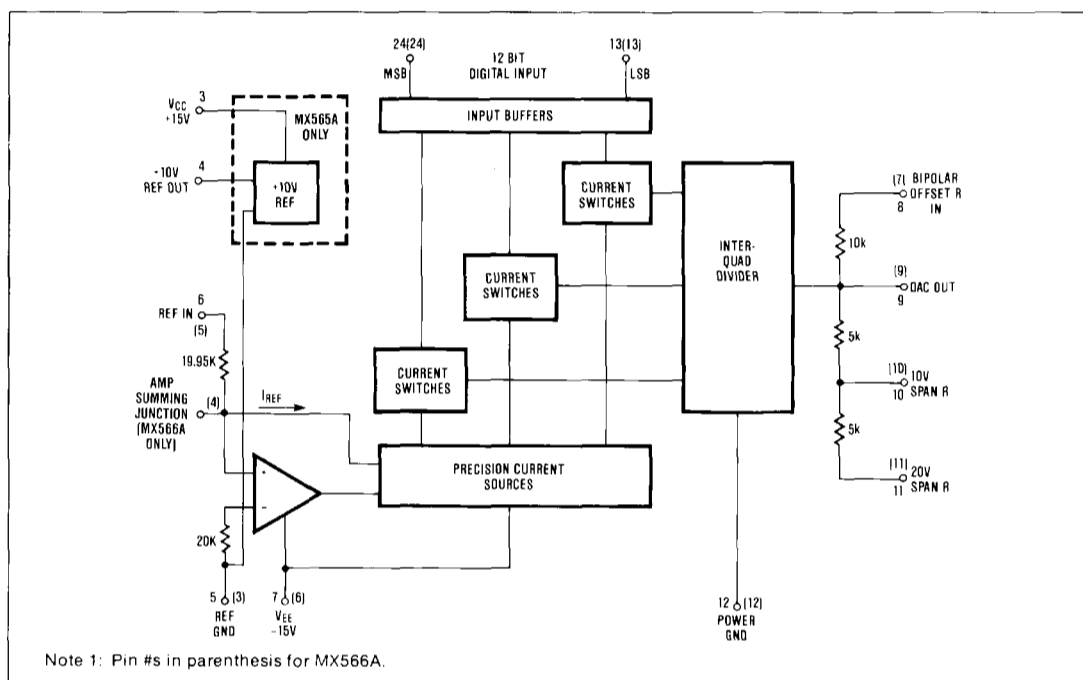 24(24)
MSB
12 BIT
DIGITAL INPUT
13(13)
LSB
INPUT BUFFERS
VCC
+15V
3
MX565A
ONLY
-10V
REF OUT
4
+10V
REF
CURRENT
SWITCHES
CURRENT
SWITCHES
CURRENT
SWITCHES
INTER-
QUAD
DIVIDER
(7) BIPOLAR
OFFSET R
8 IN
10k
(9)
DAC OUT
9
5k
(10) 10V
10 SPAN R
5k
(11) 20V
11 SPAN R
6
REF IN
(5)
19.95K
AMP
SUMMING
JUNCTION
(MX566A
ONLY)
(4)
IREF
PRECISION CURRENT
SOURCES
+
−
20K
5 (3)
REF
GND
7 (6)
VEE
−15V
12 (12)
POWER
GND
Note 1: Pin #s in parenthesis for MX566A.